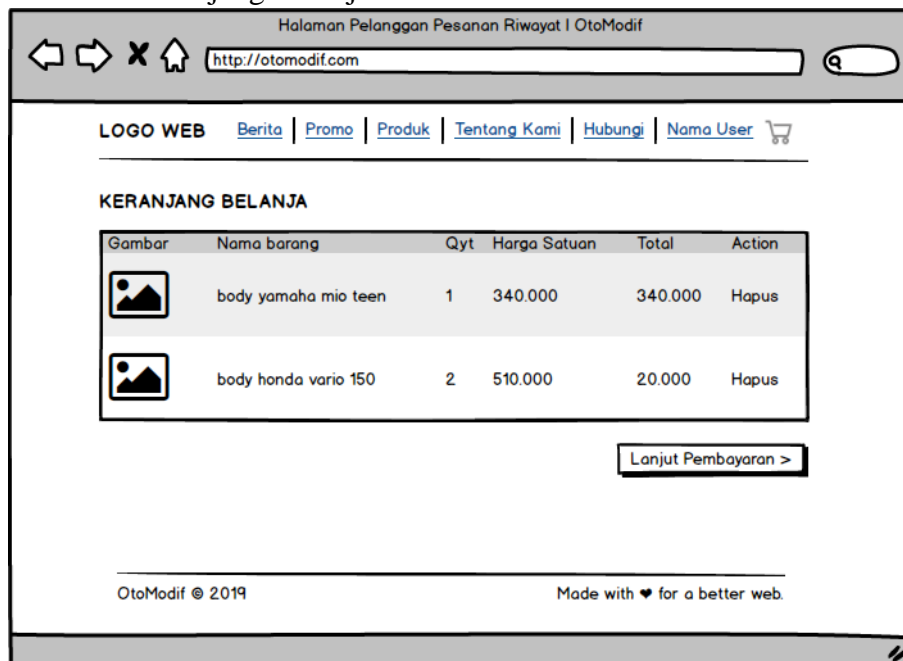 Halaman Pelanggan Pesanan Riwayat | OtoModif
http://otomodif.com
LOGO WEB Berita | Promo | Produk | Tentang Kami | Hubungi | Nama User
KERANJANG BELANJA
Gambar Nama barang Qyt Harga Satuan Total Action
body yamaha mio teen 1 340.000 340.000 Hapus
body honda vario 150 2 510.000 20.000 Hapus
Lanjut Pembayaran >
OtoModif © 2019 Made with ❤ for a better web.